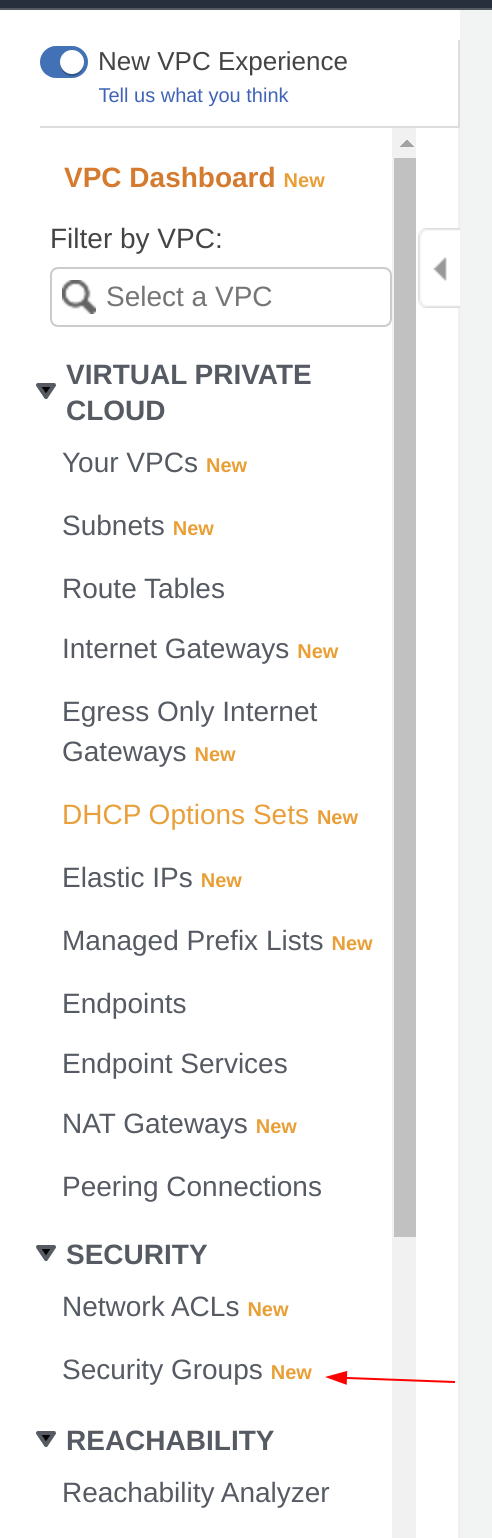 New VPC Experience
Tell us what you think
VPC Dashboard New
Filter by VPC:
Select a VPC
VIRTUAL PRIVATE
CLOUD
Your VPCs New
Subnets New
Route Tables
Internet Gateways New
Egress Only Internet
Gateways New
DHCP Options Sets New
Elastic IPs New
Managed Prefix Lists New
Endpoints
Endpoint Services
NAT Gateways New
Peering Connections
SECURITY
Network ACLs New
Security Groups New
REACHABILITY
Reachability Analyzer